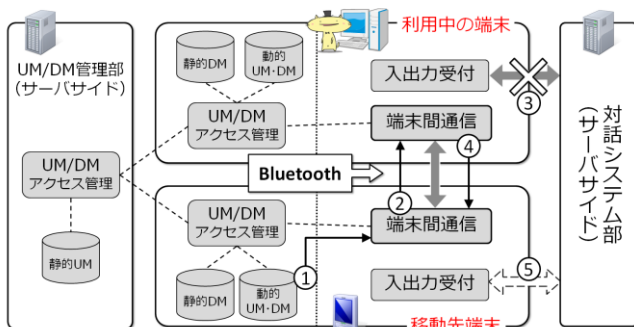 UM/DM管理部
(サーバサイド)
UM/DM
アクセス管理
静的UM
静的DM
動的
UM・DM
UM/DM
アクセス管理
利用中の端末
入出力受付
③
端末間通信
④
Bluetooth
②
UM/DM
アクセス管理
静的DM
動的
UM・DM
①
端末間通信
入出力受付
⑤
移動先端末
対話システム部
(サーバサイド)